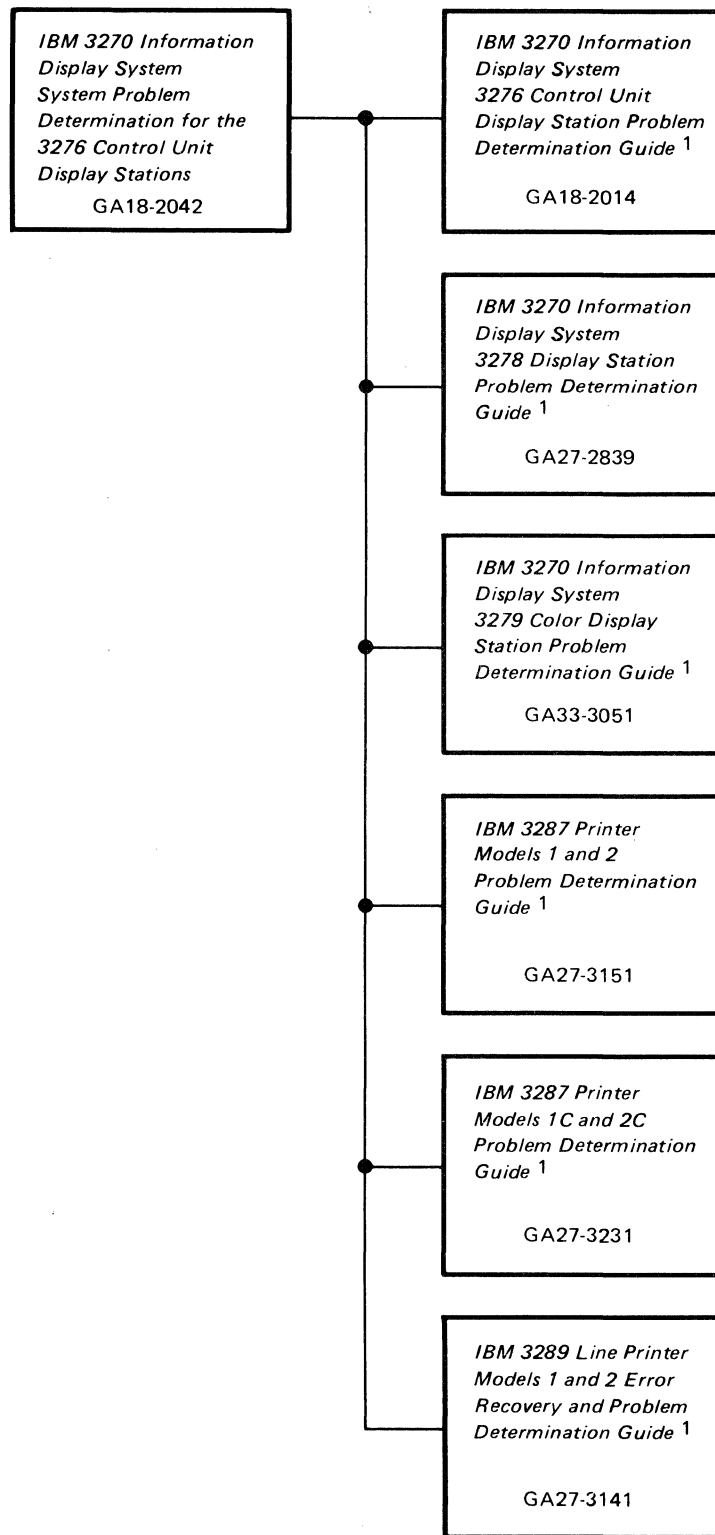 IBM 3270 Information
Display System
System Problem
Determination for the
3276 Control Unit
Display Stations
GA18-2042
IBM 3270 Information
Display System
3276 Control Unit
Display Station Problem
Determination Guide 1
GA18-2014
IBM 3270 Information
Display System
3278 Display Station
Problem Determination
Guide 1
GA27-2839
IBM 3270 Information
Display System
3279 Color Display
Station Problem
Determination Guide 1
GA33-3051
IBM 3287 Printer
Models 1 and 2
Problem Determination
Guide 1
GA27-3151
IBM 3287 Printer
Models 1C and 2C
Problem Determination
Guide 1
GA27-3231
IBM 3289 Line Printer
Models 1 and 2 Error
Recovery and Problem
Determination Guide 1
GA27-3141